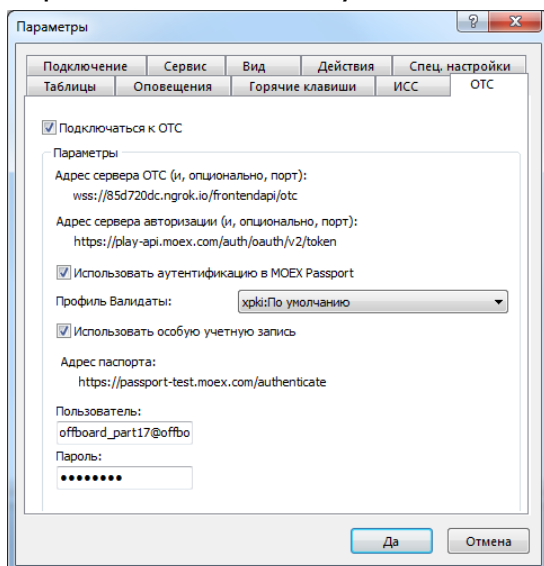 Параметры
Подключение Сервис Вид Действия Спец. настройки
Таблицы Оповещения Горячие клавиши ИСС ОТС
Подключаться к ОТС
Параметры
Адрес сервера ОТС (и, опционально, порт):
wss://85d720dc.ngrok.io/frontendapi/otc
Адрес сервера авторизации (и, опционально, порт):
https://play-api.moex.com/auth/oauth/v2/token
Использовать аутентификацию в MOEX Passport
Профиль Валидаты:
xpki:По умолчанию
Использовать особую учетную запись
Адрес паспорта:
https://passport-test.moex.com/authenticate
Пользователь:
offboard_part17@offbo
Пароль:
••••••••
Да Отмена